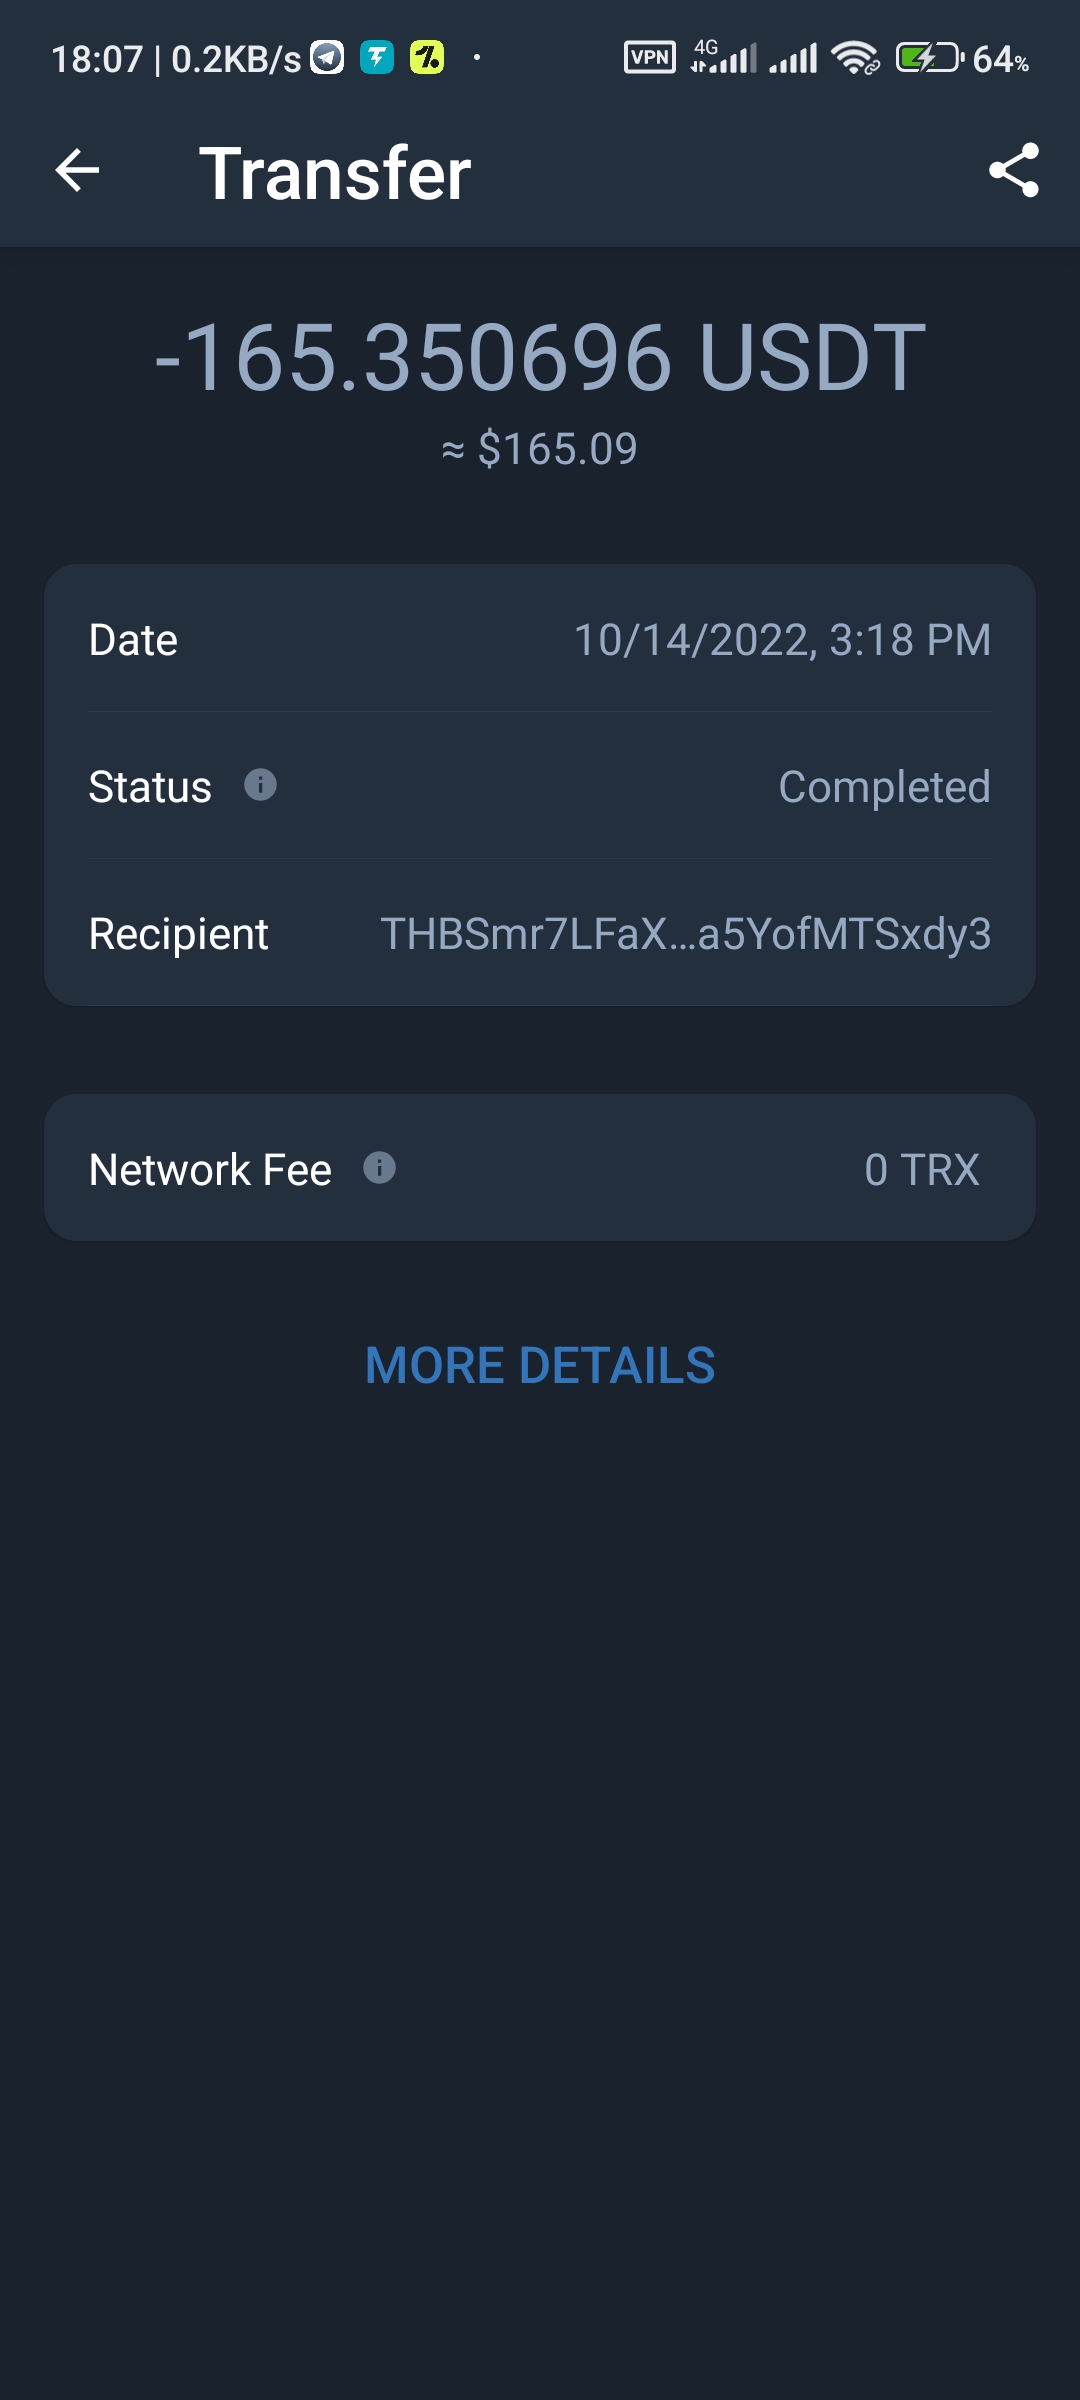 18:07 | 0.2KB/s VPN 4G 64%
Transfer
-165.350696 USDT
≈ $165.09
Date 10/14/2022, 3:18 PM
Status Completed
Recipient THBSmr7LFaX...a5YofMTSxdy3
Network Fee 0 TRX
MORE DETAILS